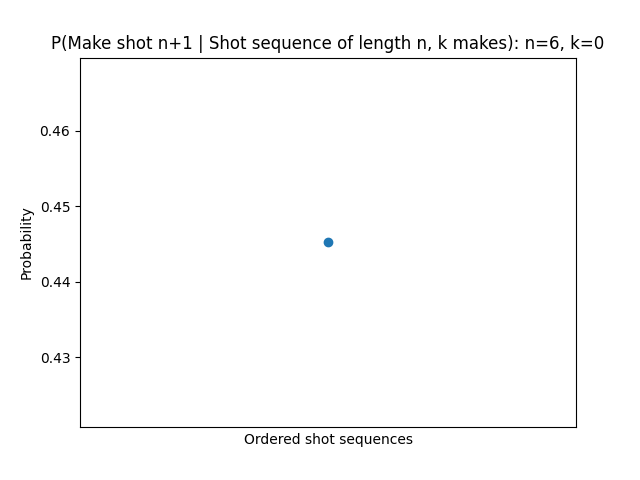 P(Make shot n+1 | Shot sequence of length n, k makes): n=6, k=0
0.46
0.45
0.44
0.43
Probability
Ordered shot sequences